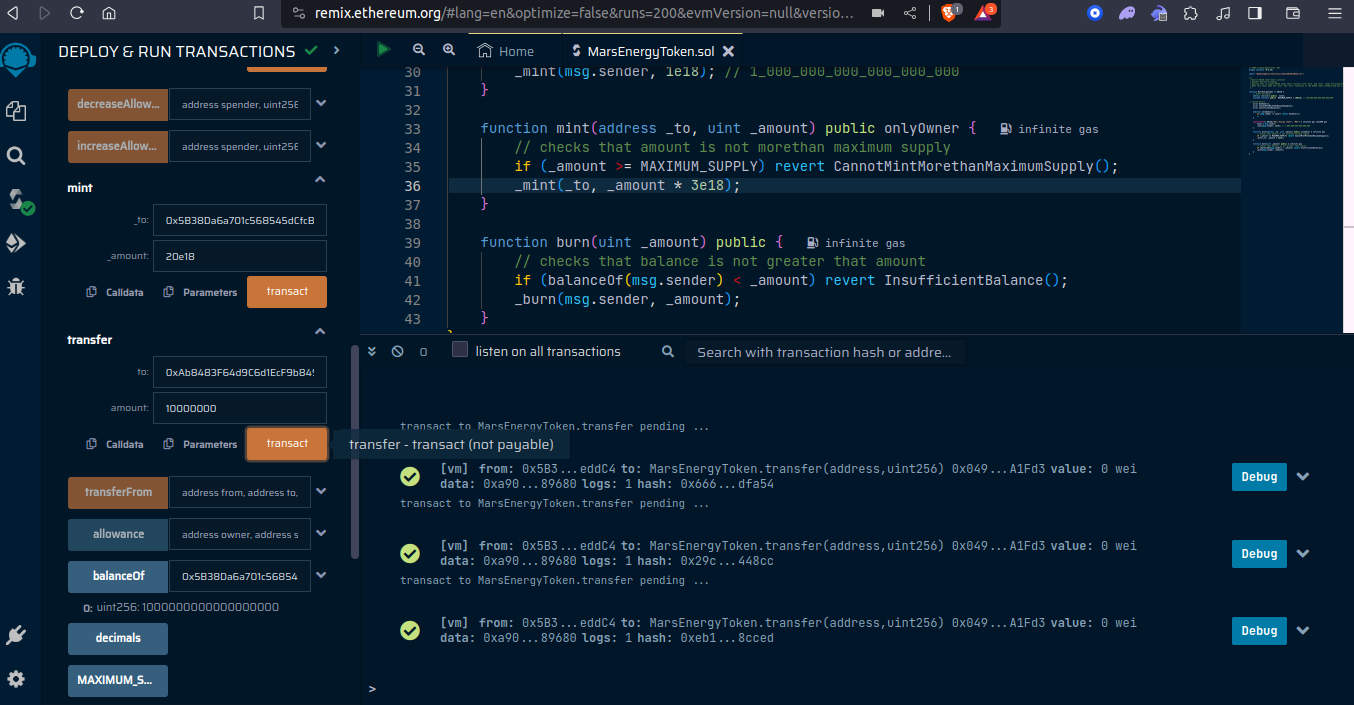 remix.ethereum.org/#lang=en&optimize=false&runs=200&evmVersion=null&versio...
1
3
DEPLOY & RUN TRANSACTIONS
decreaseAllow...
address spender, uint256
increaseAllow...
address spender, uint256
mint
_to:
0x5B38Da6a701c568545dCfcB
_amount:
20e18
Calldata
Parameters
transact
transfer
to:
0xAb8483F64d9C6d1EcF9b849
amount:
10000000
Calldata
Parameters
transact
transfer - transact (not payable)
transferFrom
address from, address to,
allowance
address owner, address s
balanceOf
0x5B38Da6a701c56854
0: uint256: 1000000000000000000
decimals
MAXIMUM_S...
Home
MarsEnergyToken.sol
30 _mint(msg.sender, 1e18); // 1_000_000_000_000_000_000
31 }
32
33 function mint(address _to, uint _amount) public onlyOwner { infinite gas
34 // checks that amount is not morethan maximum supply
35 if (_amount >= MAXIMUM_SUPPLY) revert CannotMintMorethanMaximumSupply();
36 _mint(_to, _amount * 3e18);
37 }
38
39 function burn(uint _amount) public { infinite gas
40 // checks that balance is not greater that amount
41 if (balanceOf(msg.sender) < _amount) revert InsufficientBalance();
42 _burn(msg.sender, _amount);
43 }
0
listen on all transactions
Search with transaction hash or addre...
transact to MarsEnergyToken.transfer pending ...
[vm] from: 0x5B3...eddC4 to: MarsEnergyToken.transfer(address,uint256) 0x049...A1Fd3 value: 0 wei
data: 0xa90...89680 logs: 1 hash: 0x666...dfa54
Debug
transact to MarsEnergyToken.transfer pending ...
[vm] from: 0x5B3...eddC4 to: MarsEnergyToken.transfer(address,uint256) 0x049...A1Fd3 value: 0 wei
data: 0xa90...89680 logs: 1 hash: 0x29c...448cc
Debug
transact to MarsEnergyToken.transfer pending ...
[vm] from: 0x5B3...eddC4 to: MarsEnergyToken.transfer(address,uint256) 0x049...A1Fd3 value: 0 wei
data: 0xa90...89680 logs: 1 hash: 0xeb1...8cced
Debug
>